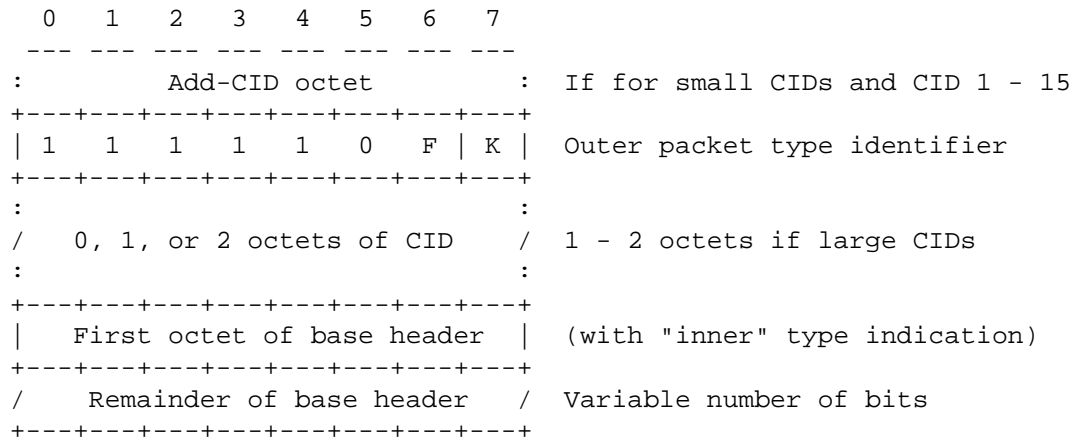 0   1   2   3   4   5   6   7
 --- --- --- --- --- --- --- ---
:         Add-CID octet         :  If for small CIDs and CID 1 - 15
+---+---+---+---+---+---+---+---+
| 1   1   1   1   1   0   F | K |  Outer packet type identifier
+---+---+---+---+---+---+---+---+
:                               :
/   0, 1, or 2 octets of CID    /  1 - 2 octets if large CIDs
:                               :
+---+---+---+---+---+---+---+---+
|   First octet of base header  |  (with "inner" type indication)
+---+---+---+---+---+---+---+---+
/    Remainder of base header   /  Variable number of bits
+---+---+---+---+---+---+---+---+